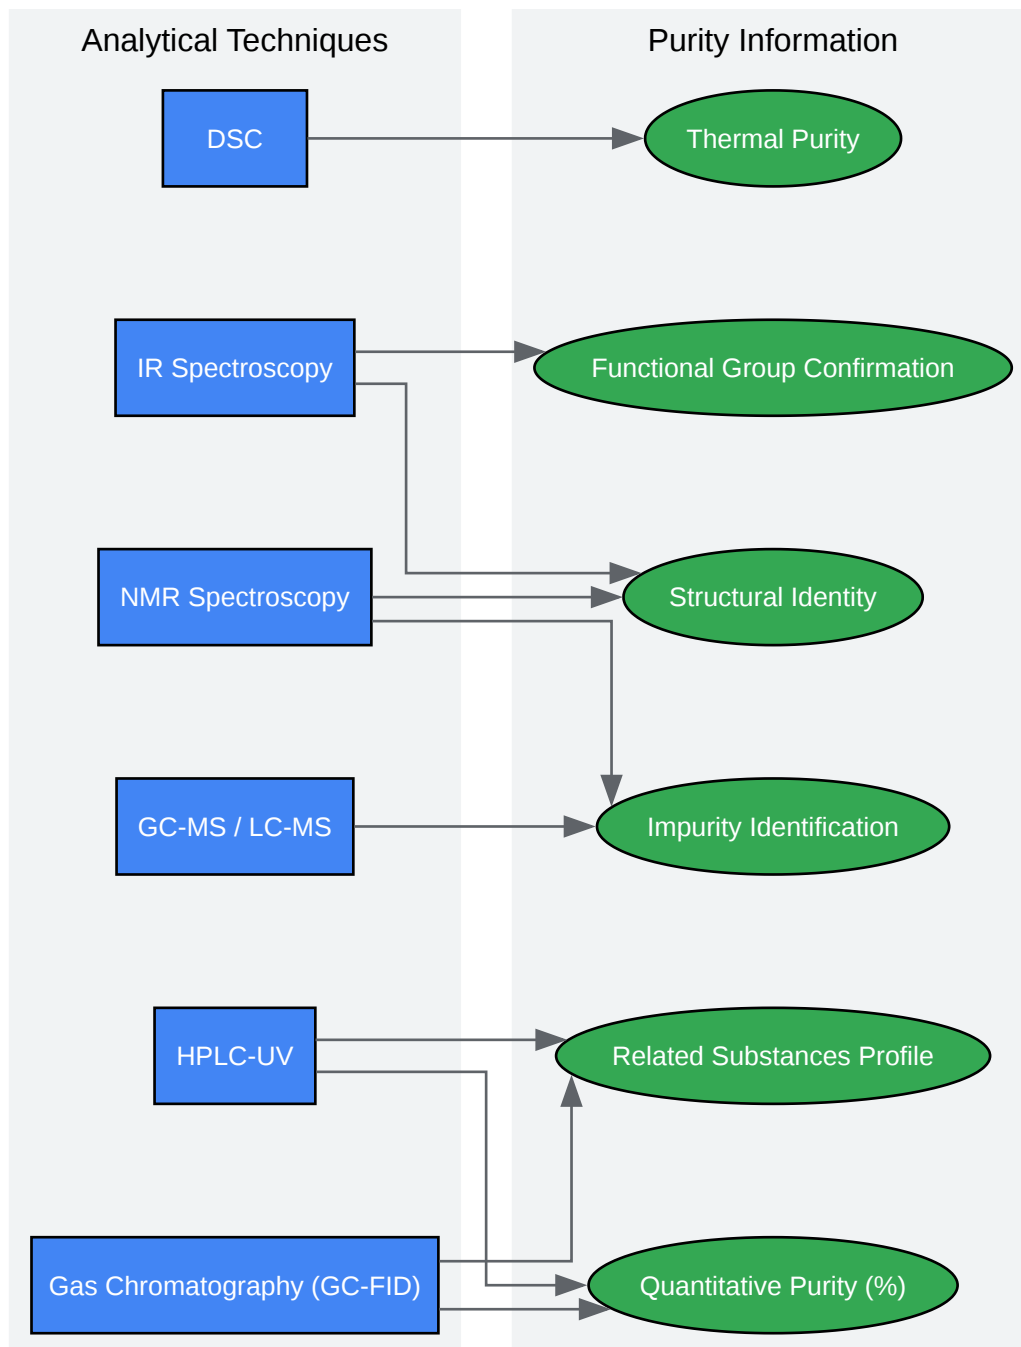 Analytical Techniques
Purity Information
DSC
Thermal Purity
IR Spectroscopy
Functional Group Confirmation
NMR Spectroscopy
Structural Identity
GC-MS / LC-MS
Impurity Identification
HPLC-UV
Related Substances Profile
Gas Chromatography (GC-FID)
Quantitative Purity (%)